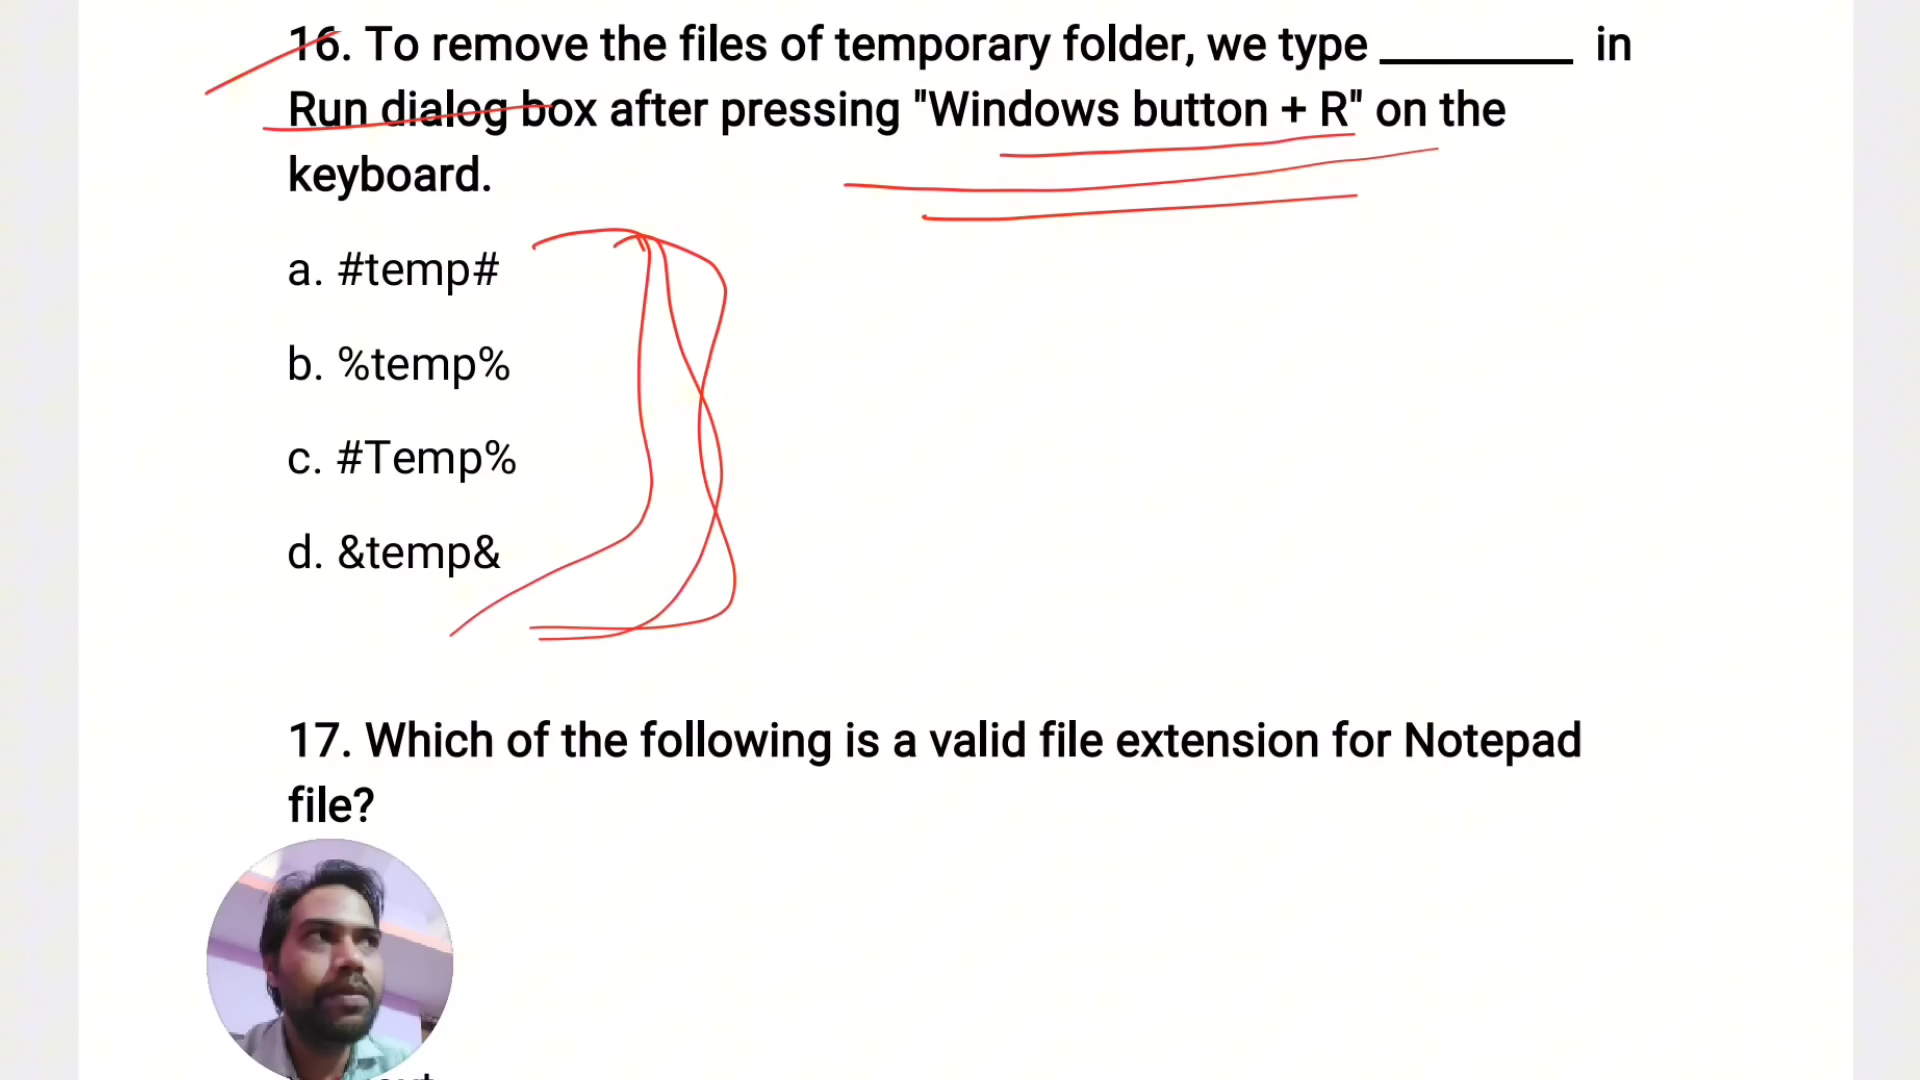 16. To remove the files of temporary folder, we type ________ in
Run dialog box after pressing "Windows button + R" on the
keyboard.
a. #temp#
b. %temp%
c. #Temp%
d. &temp&
17. Which of the following is a valid file extension for Notepad
file?